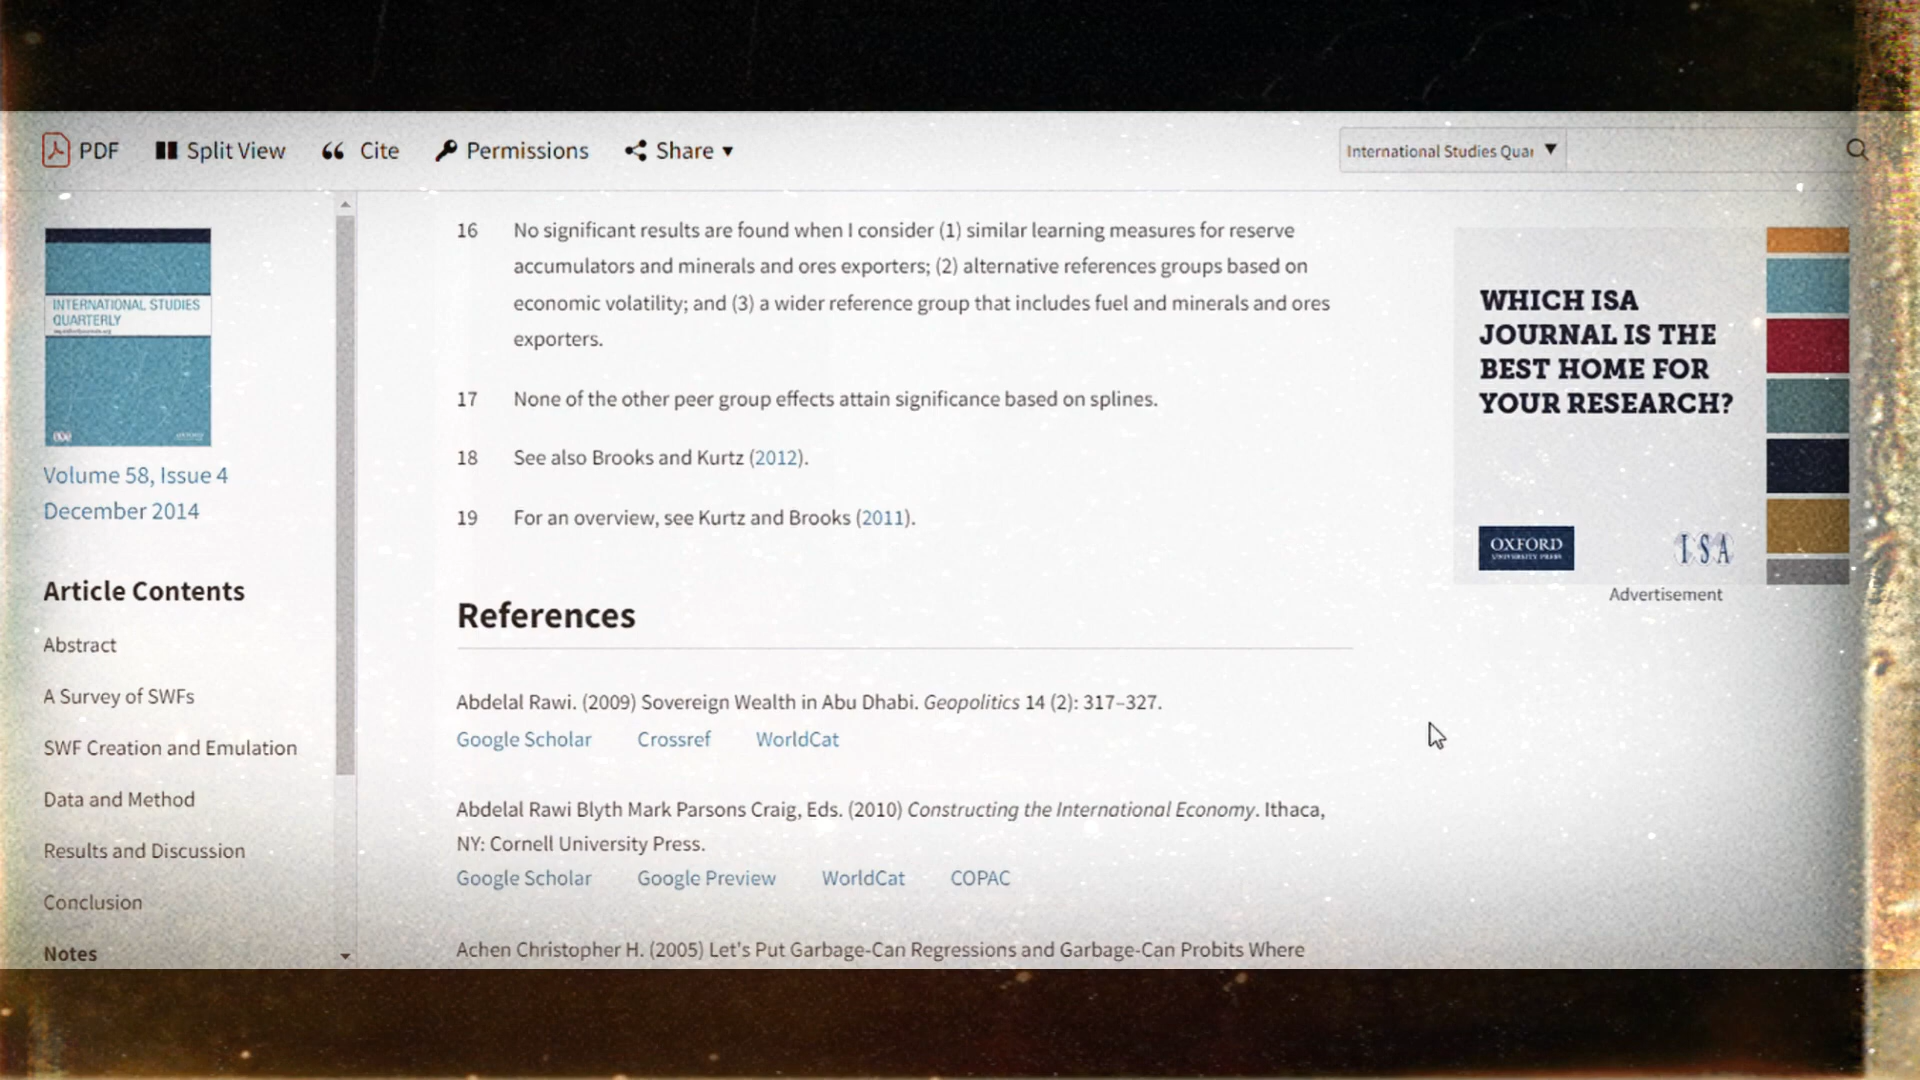 PDF
Split View
Cite
Permissions
Share
International Studies Quar
INTERNATIONAL STUDIES
QUARTERLY
Volume 58, Issue 4
December 2014
Article Contents
Abstract
A Survey of SWFs
SWF Creation and Emulation
Data and Method
Results and Discussion
Conclusion
Notes
16 No significant results are found when I consider (1) similar learning measures for reserve
accumulators and minerals and ores exporters; (2) alternative references groups based on
economic volatility; and (3) a wider reference group that includes fuel and minerals and ores
exporters.
17 None of the other peer group effects attain significance based on splines.
18 See also Brooks and Kurtz (2012).
19 For an overview, see Kurtz and Brooks (2011).
References
Abdelal Rawi. (2009) Sovereign Wealth in Abu Dhabi. Geopolitics 14 (2): 317–327.
Google Scholar Crossref WorldCat
Abdelal Rawi Blyth Mark Parsons Craig, Eds. (2010) Constructing the International Economy. Ithaca,
NY: Cornell University Press.
Google Scholar Google Preview WorldCat COPAC
Achen Christopher H. (2005) Let's Put Garbage-Can Regressions and Garbage-Can Probits Where
WHICH ISA
JOURNAL IS THE
BEST HOME FOR
YOUR RESEARCH?
OXFORD
UNIVERSITY PRESS
ISA
Advertisement